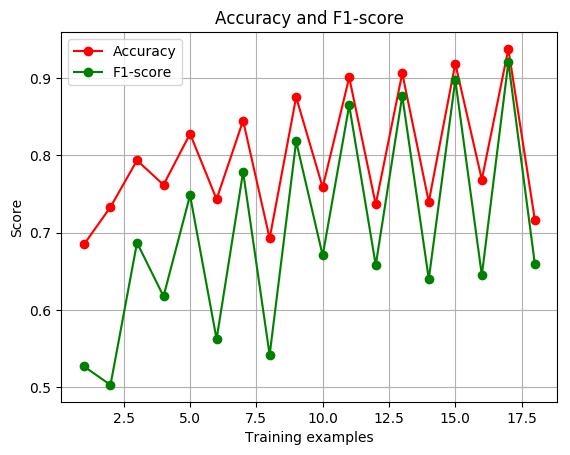 Accuracy and F1-score
Accuracy
F1-score
Score
0.9
0.8
0.7
0.6
0.5
2.5 5.0 7.5 10.0 12.5 15.0 17.5
Training examples